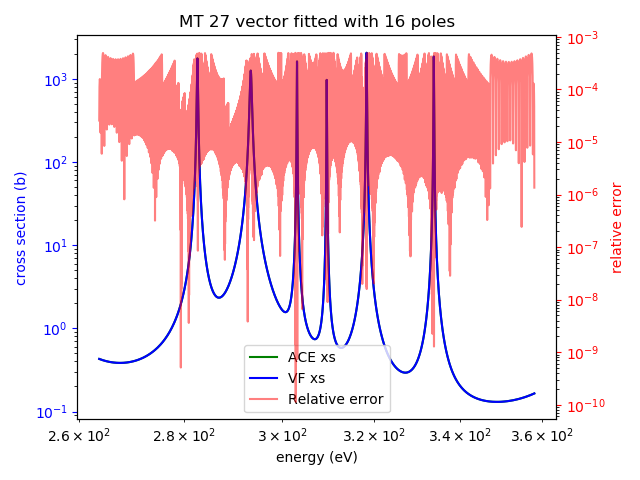 MT 27 vector fitted with 16 poles
10³
10²
10¹
10⁰
10⁻¹
cross section (b)
10⁻³
10⁻⁴
10⁻⁵
10⁻⁶
10⁻⁷
10⁻⁸
10⁻⁹
10⁻¹⁰
relative error
ACE xs
VF xs
Relative error
2.6 × 10² 2.8 × 10² 3 × 10² 3.2 × 10² 3.4 × 10² 3.6 × 10²
energy (eV)